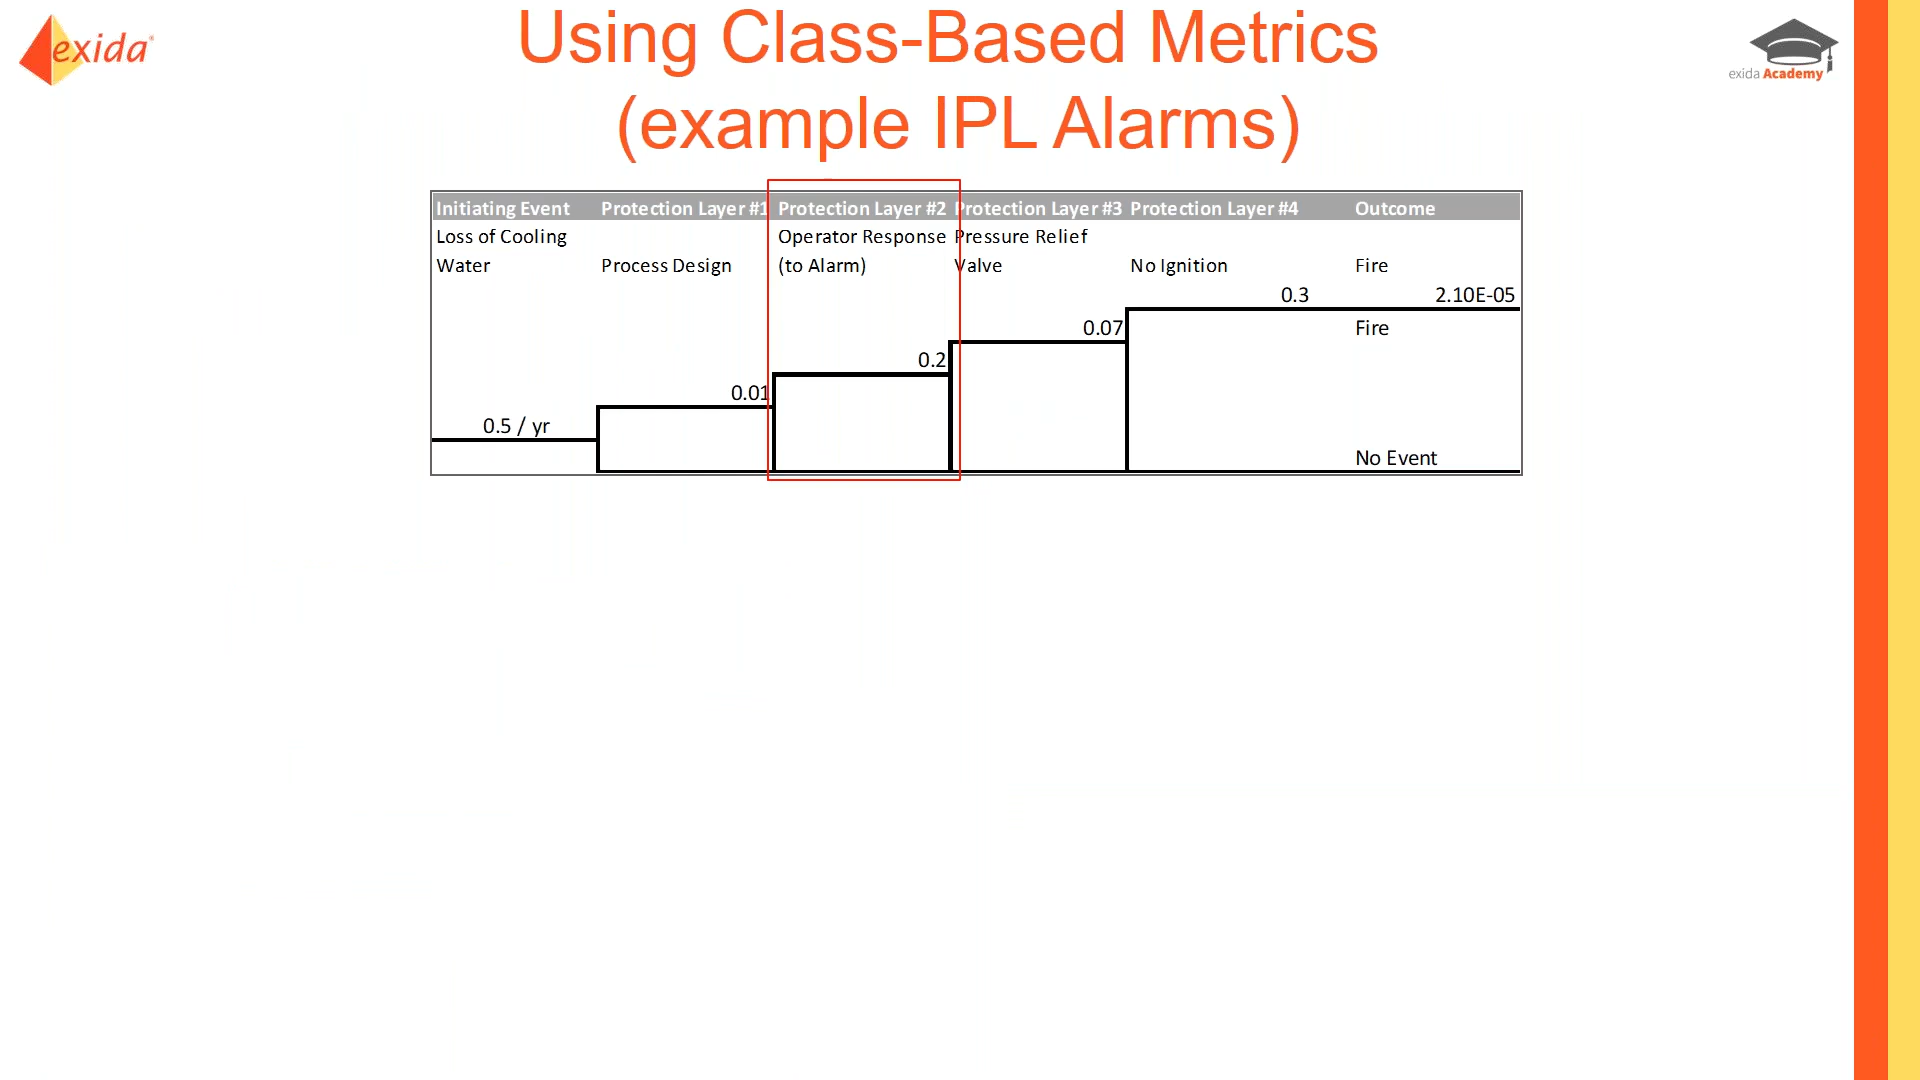 exida
Using Class-Based Metrics
(example IPL Alarms)
exida Academy
Initiating Event Protection Layer #1 Protection Layer #2 Protection Layer #3 Protection Layer #4 Outcome
Loss of Cooling Operator Response Pressure Relief
Water Process Design (to Alarm) Valve No Ignition Fire
0.3 2.10E-05
0.07 Fire
0.2
0.01
0.5 / yr
No Event